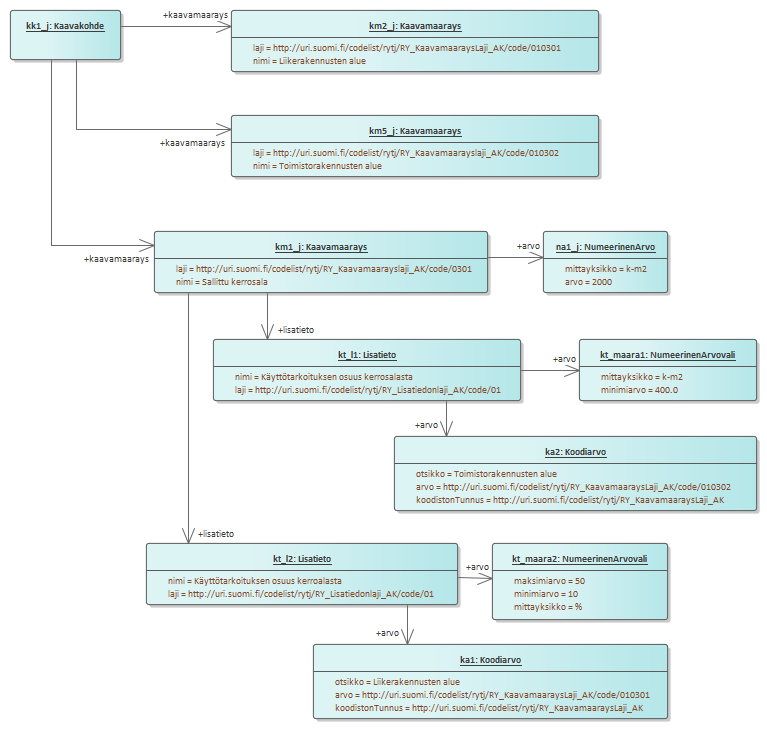 kk1_j: Kaavakohde
+kaavamaarays
km2_j: Kaavamaarays
laji = http://uri.suomi.fi/codelist/rytj/RY_KaavamaaraysLaji_AK/code/010301
nimi = Liikerakennusten alue
km5_j: Kaavamaarays
laji = http://uri.suomi.fi/codelist/rytj/RY_Kaavamaarayslaji_AK/code/010302
nimi = Toimistorakennusten alue
+kaavamaarays
km1_j: Kaavamaarays
laji = http://uri.suomi.fi/codelist/rytj/RY_Kaavamaarayslaji_AK/code/0301
nimi = Sallittu kerrosala
+kaavamaarays
+arvo
na1_j: NumeerinenArvo
mittayksikko = k-m2
arvo = 2000
+lisatieto
kt_l1: Lisatieto
nimi = Käyttötarkoituksen osuus kerrosalasta
laji = http://uri.suomi.fi/codelist/rytj/RY_Lisatiedonlaji_AK/code/01
+arvo
kt_maara1: NumeerinenArvovali
mittayksikko = k-m2
minimiarvo = 400.0
+arvo
ka2: Koodiarvo
otsikko = Toimistorakennusten alue
arvo = http://uri.suomi.fi/codelist/rytj/RY_KaavamaaraysLaji_AK/code/010302
koodistonTunnus = http://uri.suomi.fi/codelist/rytj/RY_KaavamaaraysLaji_AK
+lisatieto
kt_l2: Lisatieto
nimi = Käyttötarkoituksen osuus kerroalasta
laji = http://uri.suomi.fi/codelist/rytj/RY_Lisatiedonlaji_AK/code/01
+arvo
kt_maara2: NumeerinenArvovali
maksimiarvo = 50
minimiarvo = 10
mittayksikko = %
+arvo
ka1: Koodiarvo
otsikko = Liikerakennusten alue
arvo = http://uri.suomi.fi/codelist/rytj/RY_KaavamaaraysLaji_AK/code/010301
koodistonTunnus = http://uri.suomi.fi/codelist/rytj/RY_KaavamaaraysLaji_AK